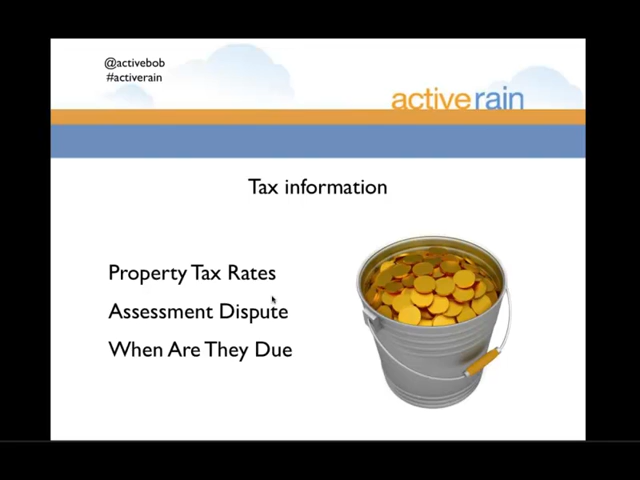 @activebob
#activerain
activerain
Tax information
Property Tax Rates
Assessment Dispute
When Are They Due